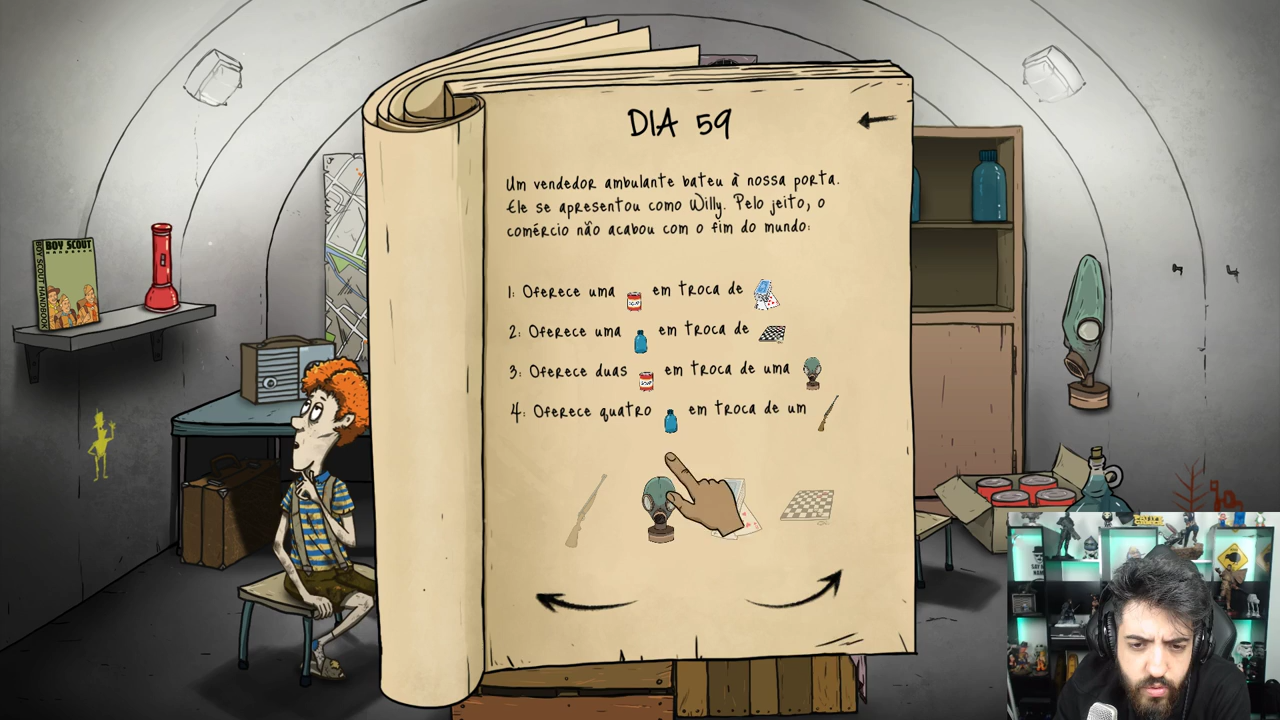 DIA 59
Um vendedor ambulante bateu à nossa porta.
Ele se apresentou como Willy. Pelo jeito, o
comércio não acabou com o fim do mundo:
1: Oferece uma em troca de
2: Oferece uma em troca de
3: Oferece duas em troca de uma
4: Oferece quatro em troca de um
BOY SCOUT
BOY SCOUT HANDBOOK